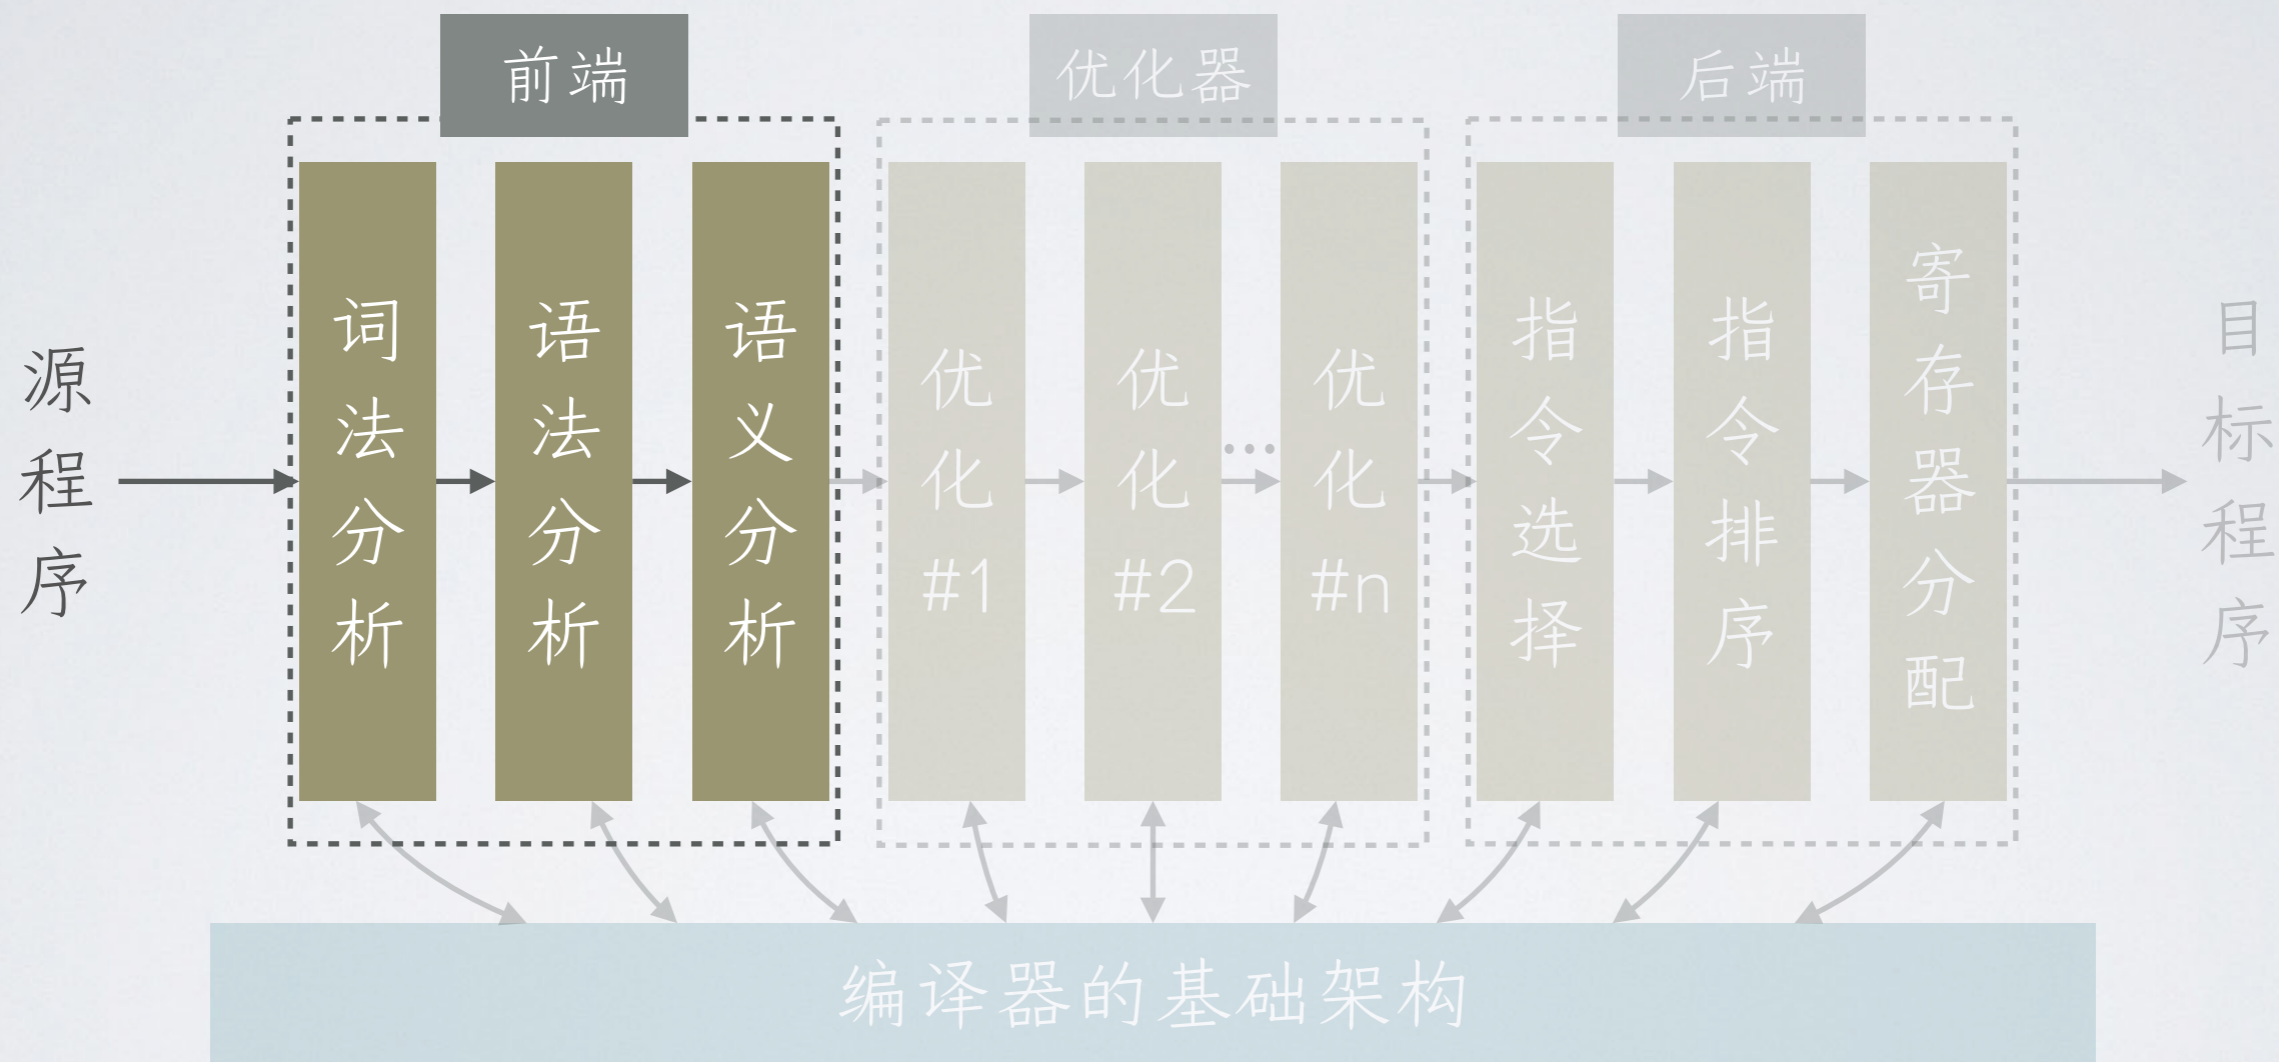 前端
优化器
后端
源程序
词法分析
语法分析
语义分析
优化#1
优化#2
...
优化#n
指令选择
指令排序
寄存器分配
目标程序
编译器的基础架构